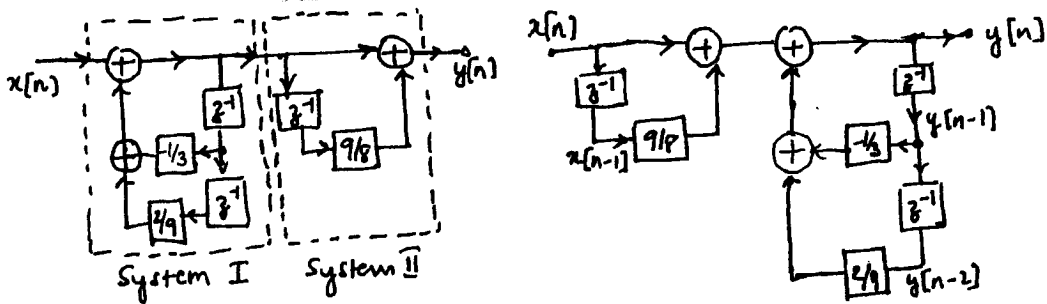 x[n]
z⁻¹
-1/3
z⁻¹
2/9
System I
z⁻¹
9/8
y[n]
System II
x[n]
z⁻¹
x[n-1]
9/8
y[n]
z⁻¹
y[n-1]
-1/3
z⁻¹
2/9
y[n-2]